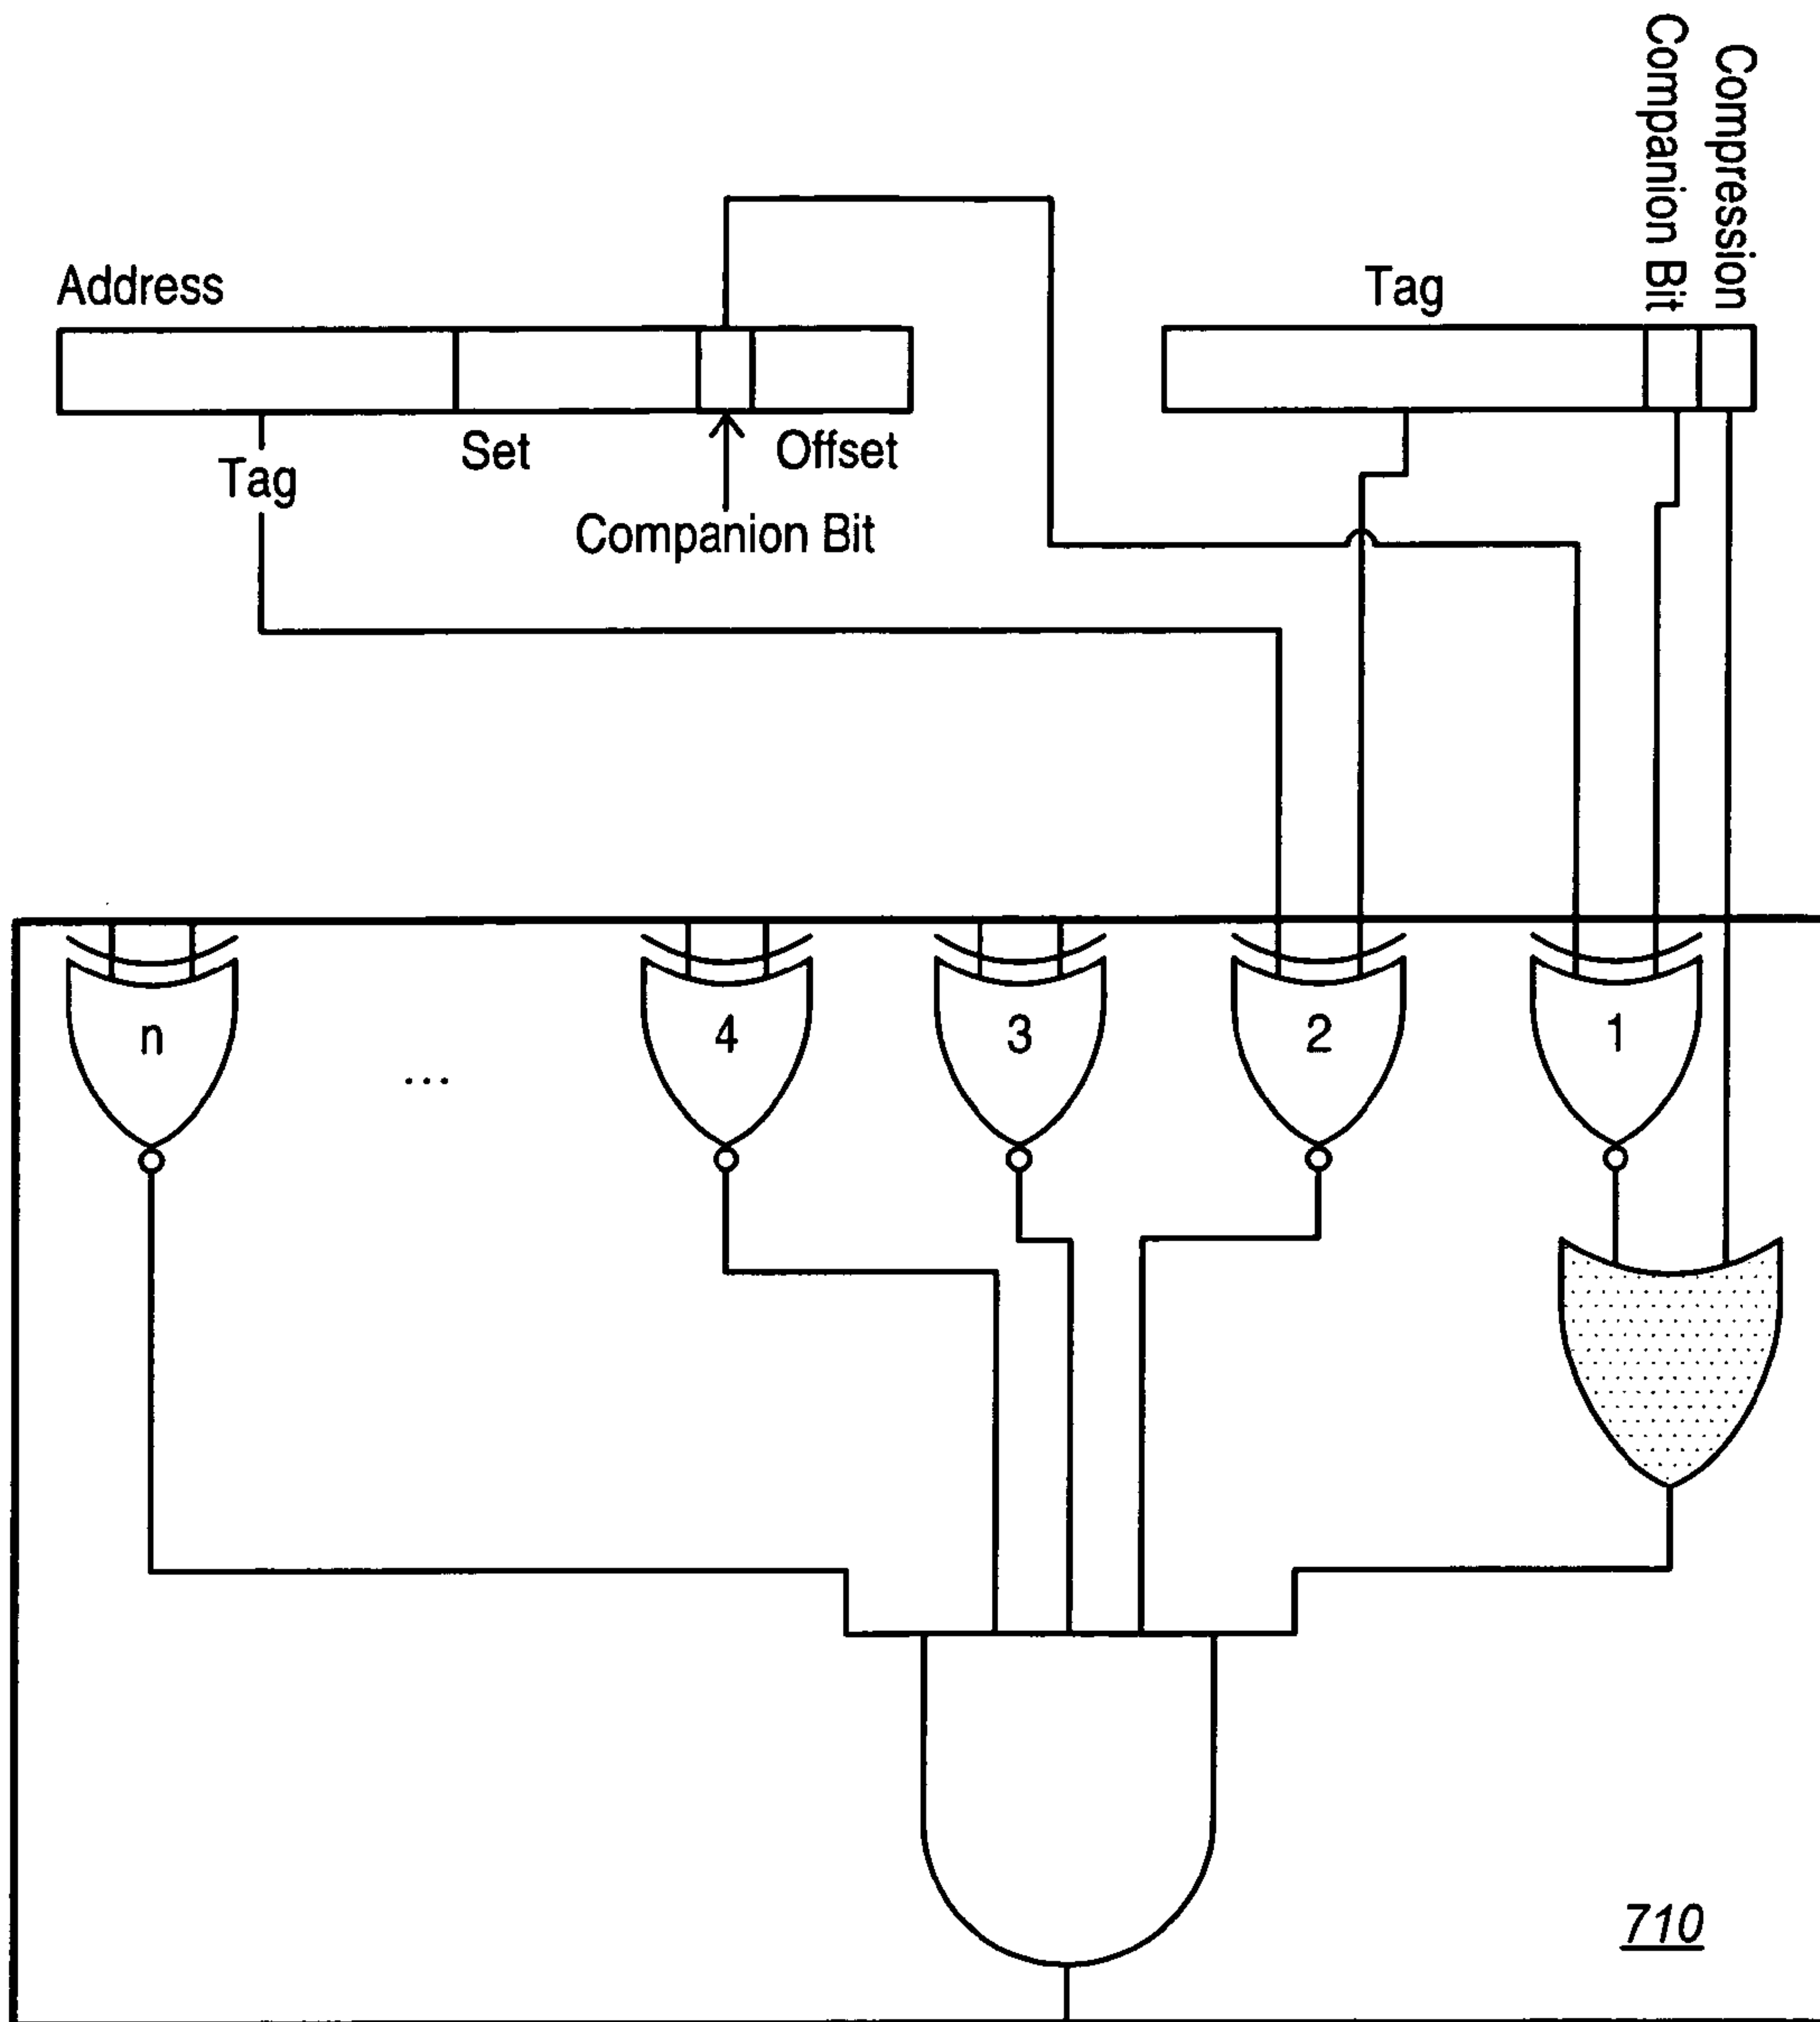 Companion Bit
Compression
Address
Tag
Set
Offset
Tag
Companion Bit
n
...
4
3
2
1
710